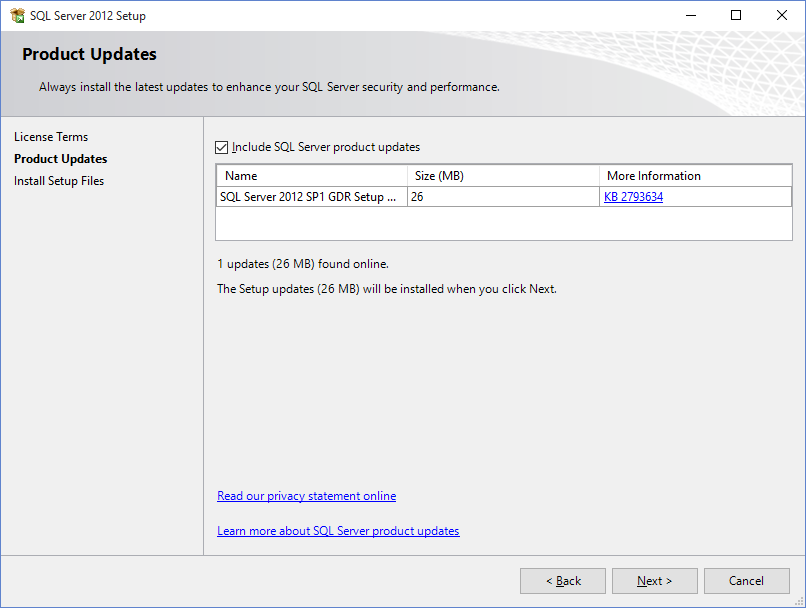 SQL Server 2012 Setup
Product Updates
Always install the latest updates to enhance your SQL Server security and performance.
License Terms
Product Updates
Install Setup Files
Include SQL Server product updates
Name Size (MB) More Information
SQL Server 2012 SP1 GDR Setup ... 26 KB 2793634
1 updates (26 MB) found online.
The Setup updates (26 MB) will be installed when you click Next.
Read our privacy statement online
Learn more about SQL Server product updates
< Back Next > Cancel